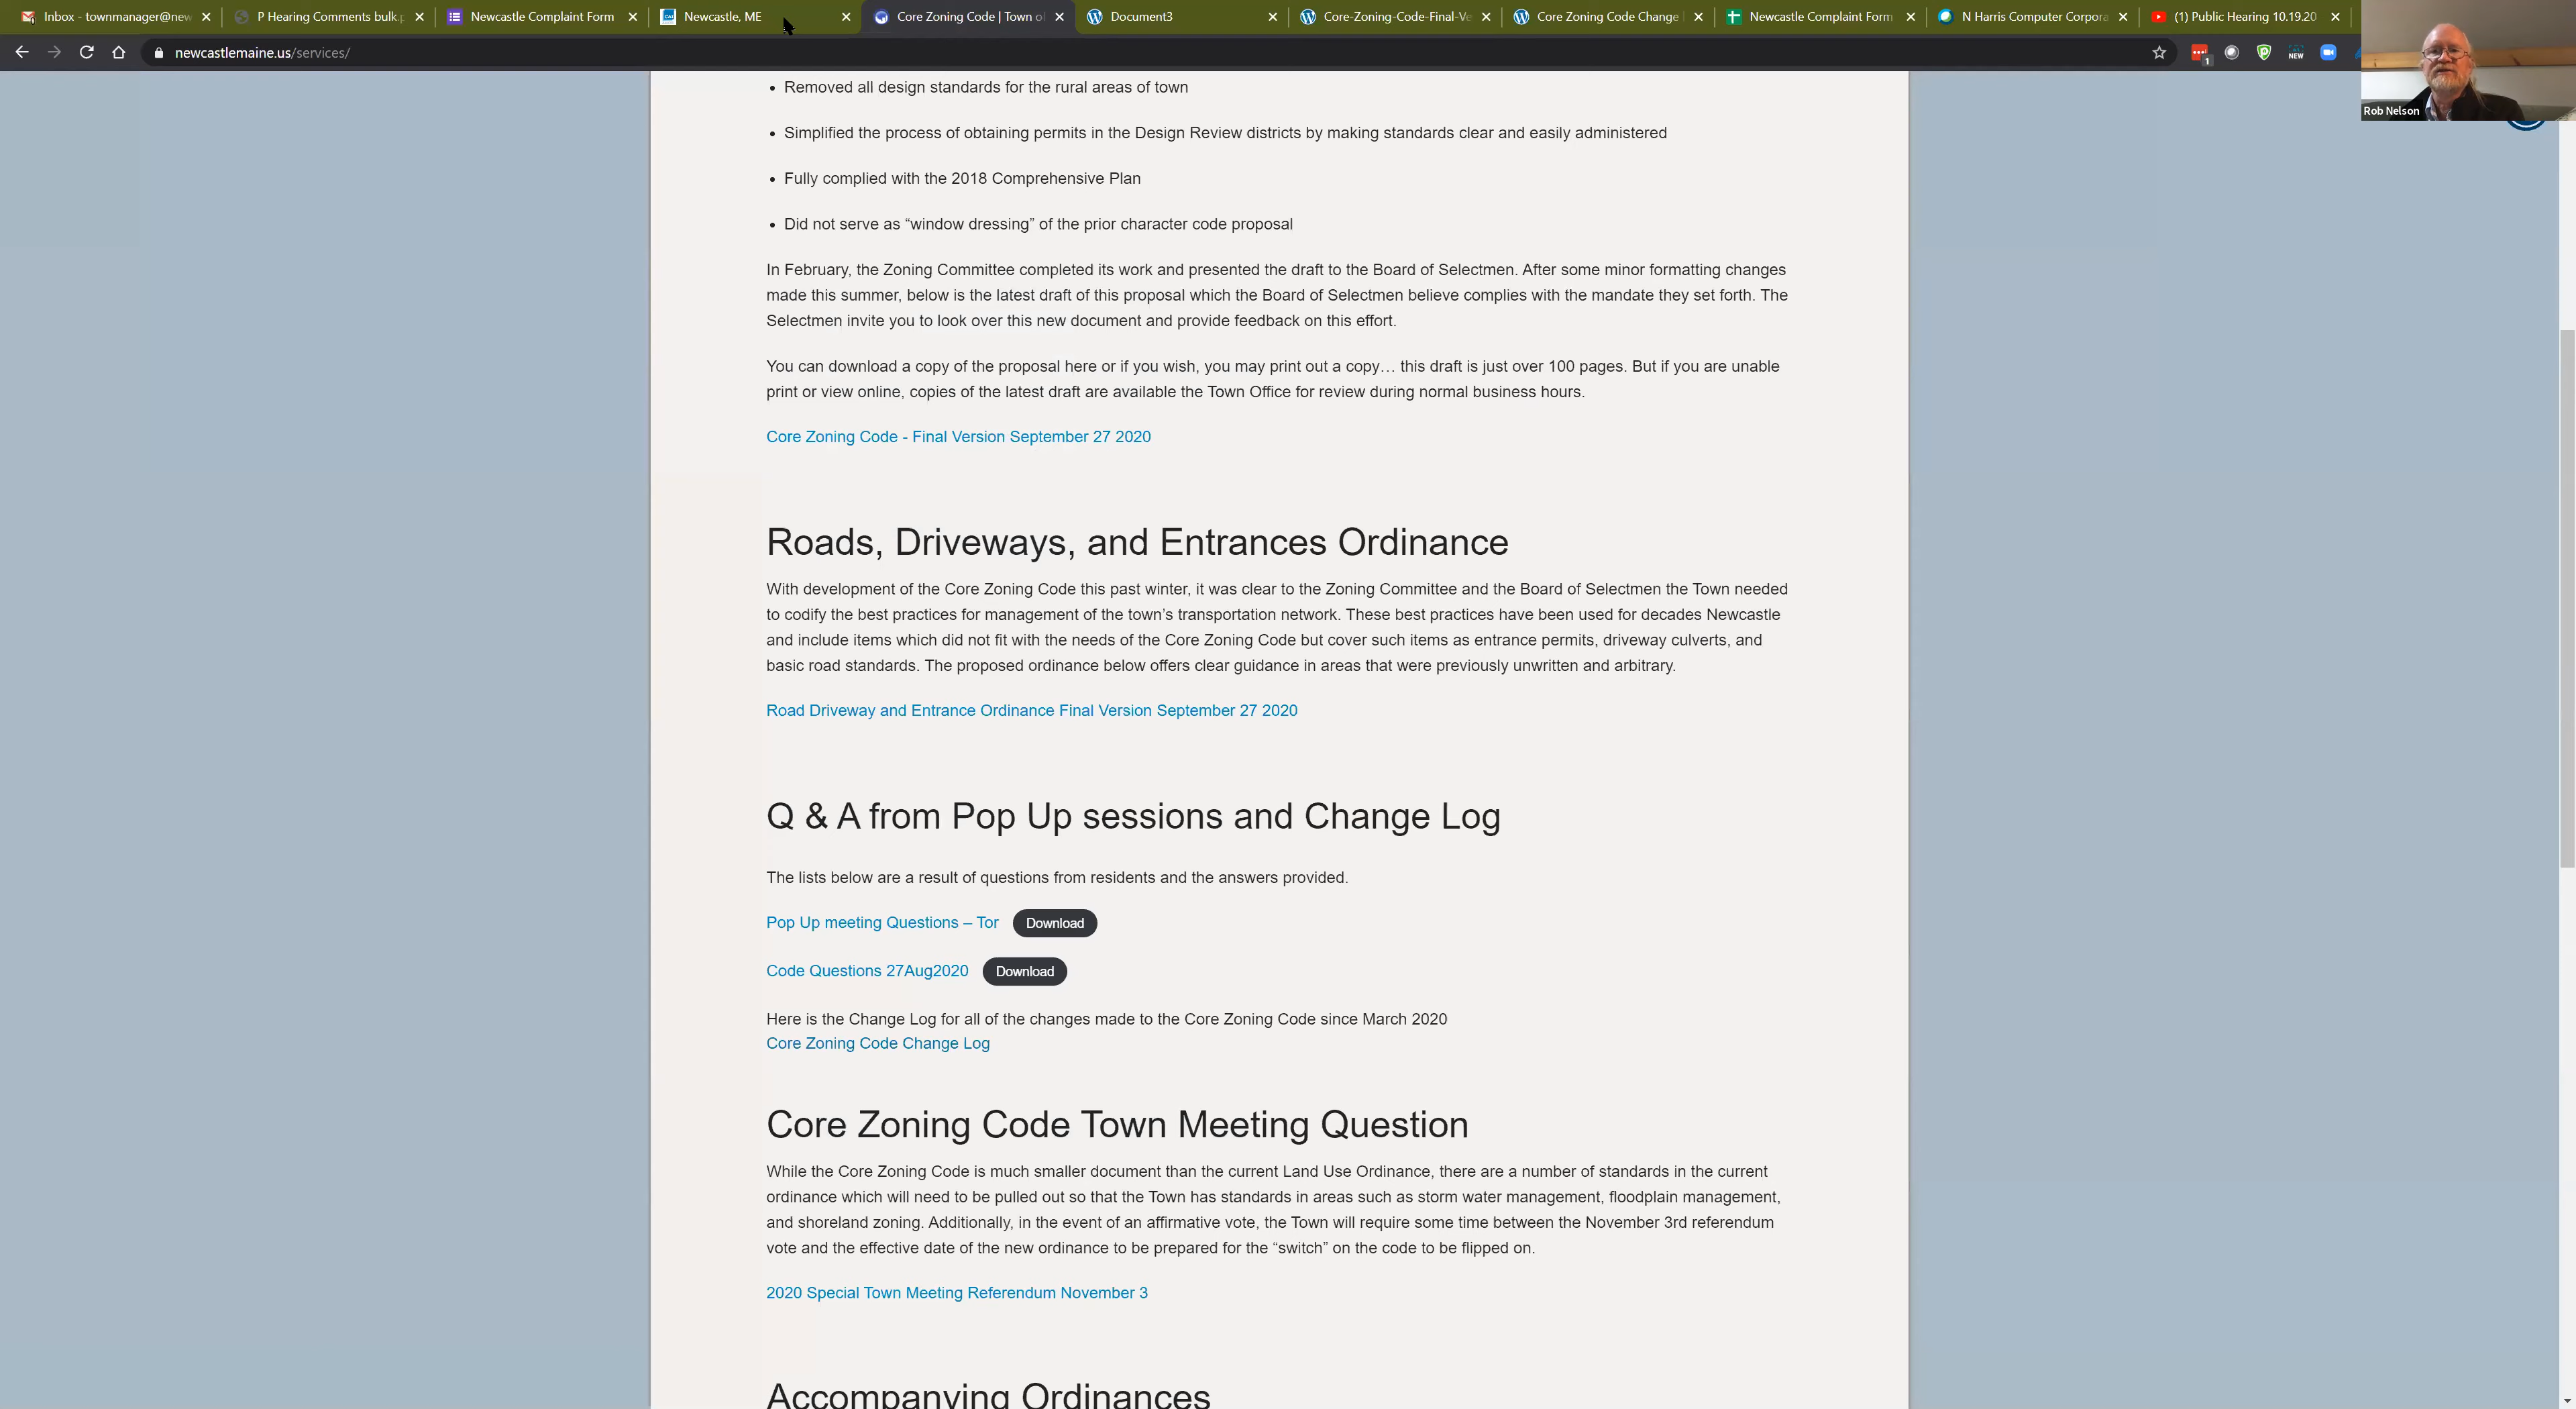 Inbox - townmanager@new
P Hearing Comments bulk.p
Newcastle Complaint Form
Newcastle, ME
Core Zoning Code | Town of
Document3
Core-Zoning-Code-Final-Ve
Core Zoning Code Change
Newcastle Complaint Form
N Harris Computer Corpora
(1) Public Hearing 10.19.20
newcastlemaine.us/services/
1
NEW
Rob Nelson
• Removed all design standards for the rural areas of town
• Simplified the process of obtaining permits in the Design Review districts by making standards clear and easily administered
• Fully complied with the 2018 Comprehensive Plan
• Did not serve as “window dressing” of the prior character code proposal
In February, the Zoning Committee completed its work and presented the draft to the Board of Selectmen. After some minor formatting changes
made this summer, below is the latest draft of this proposal which the Board of Selectmen believe complies with the mandate they set forth. The
Selectmen invite you to look over this new document and provide feedback on this effort.
You can download a copy of the proposal here or if you wish, you may print out a copy… this draft is just over 100 pages. But if you are unable
print or view online, copies of the latest draft are available the Town Office for review during normal business hours.
Core Zoning Code - Final Version September 27 2020
Roads, Driveways, and Entrances Ordinance
With development of the Core Zoning Code this past winter, it was clear to the Zoning Committee and the Board of Selectmen the Town needed
to codify the best practices for management of the town’s transportation network. These best practices have been used for decades Newcastle
and include items which did not fit with the needs of the Core Zoning Code but cover such items as entrance permits, driveway culverts, and
basic road standards. The proposed ordinance below offers clear guidance in areas that were previously unwritten and arbitrary.
Road Driveway and Entrance Ordinance Final Version September 27 2020
Q & A from Pop Up sessions and Change Log
The lists below are a result of questions from residents and the answers provided.
Pop Up meeting Questions – Tor Download
Code Questions 27Aug2020 Download
Here is the Change Log for all of the changes made to the Core Zoning Code since March 2020
Core Zoning Code Change Log
Core Zoning Code Town Meeting Question
While the Core Zoning Code is much smaller document than the current Land Use Ordinance, there are a number of standards in the current
ordinance which will need to be pulled out so that the Town has standards in areas such as storm water management, floodplain management,
and shoreland zoning. Additionally, in the event of an affirmative vote, the Town will require some time between the November 3rd referendum
vote and the effective date of the new ordinance to be prepared for the “switch” on the code to be flipped on.
2020 Special Town Meeting Referendum November 3
Accompanying Ordinances